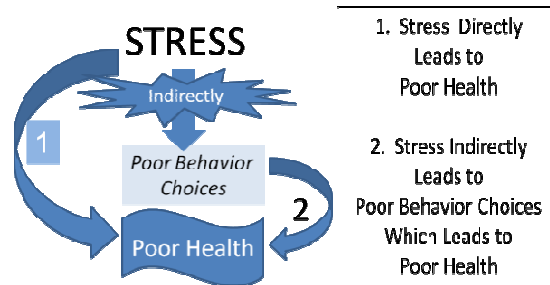 STRESS
Indirectly
1
Poor Behavior
Choices
2
Poor Health
1. Stress Directly
Leads to
Poor Health
2. Stress Indirectly
Leads to
Poor Behavior Choices
Which Leads to
Poor Health